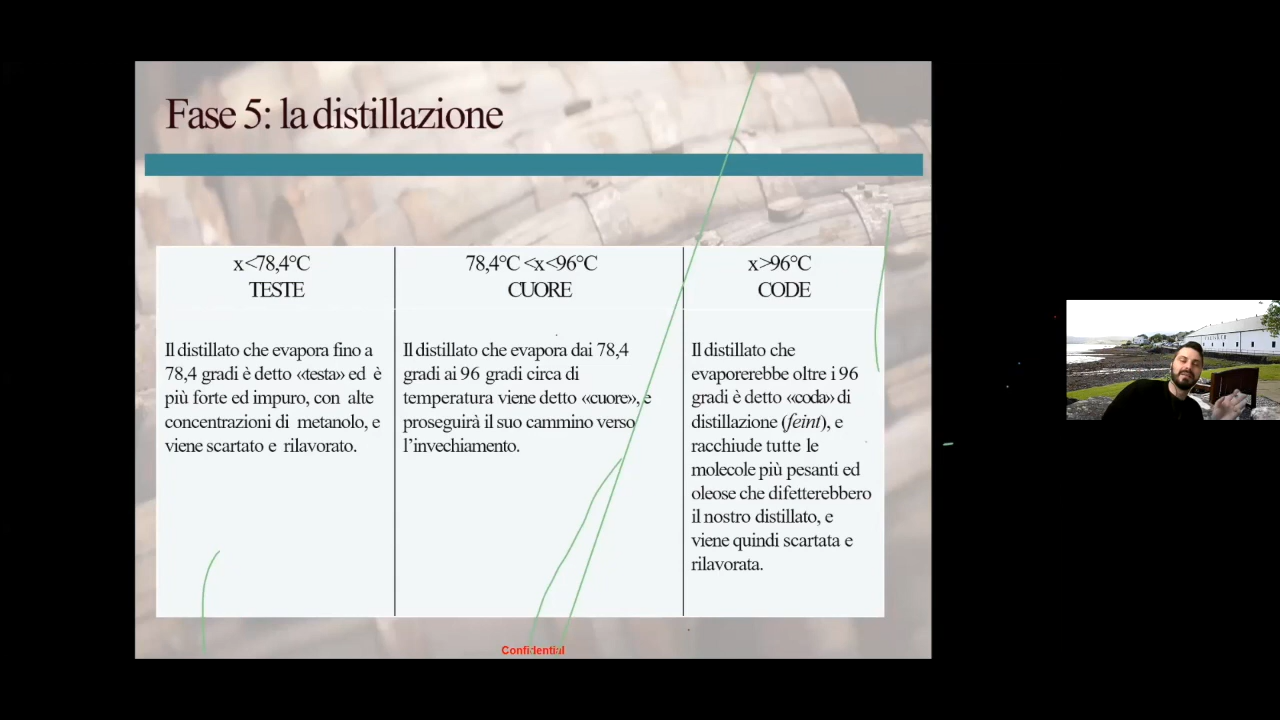 Fase 5: la distillazione
x<78,4°C
TESTE
78,4°C <x<96°C
CUORE
x>96°C
CODE
Il distillato che evapora fino a
78,4 gradi è detto «testa» ed è
più forte ed impuro, con alte
concentrazioni di metanolo, e
viene scartato e rilavorato.
Il distillato che evapora dai 78,4
gradi ai 96 gradi circa di
temperatura viene detto «cuore», e
proseguirà il suo cammino verso
l’invechiamento.
Il distillato che
evaporerebbe oltre i 96
gradi è detto «coda» di
distillazione (feint), e
racchiude tutte le
molecole più pesanti ed
oleose che difetterebbero
il nostro distillato, e
viene quindi scartata e
rilavorata.
Confidential